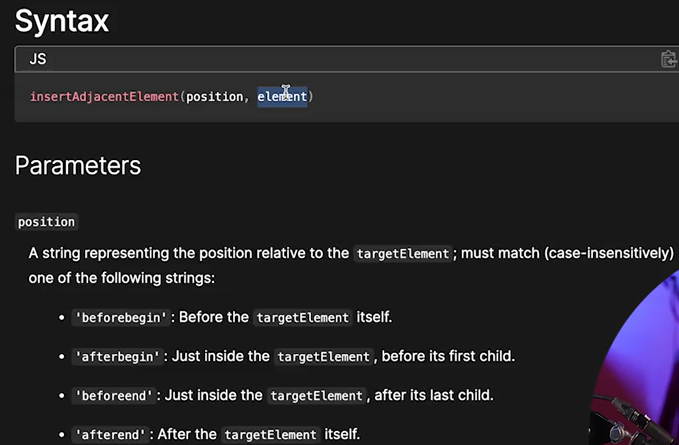 Syntax
JS
insertAdjacentElement(position, element)
Parameters
position
A string representing the position relative to the targetElement; must match (case-insensitively)
one of the following strings:
• 'beforebegin': Before the targetElement itself.
• 'afterbegin': Just inside the targetElement, before its first child.
• 'beforeend': Just inside the targetElement, after its last child.
• 'afterend': After the targetElement itself.